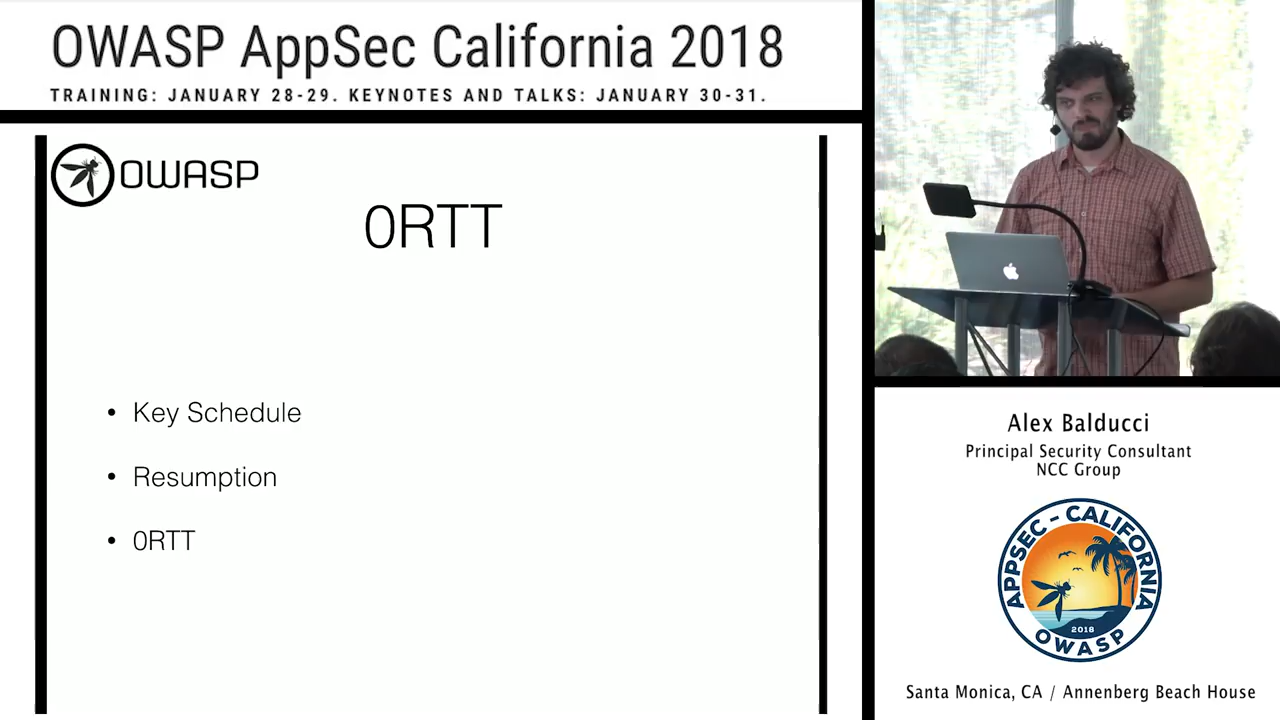 OWASP AppSec California 2018
TRAINING: JANUARY 28-29. KEYNOTES AND TALKS: JANUARY 30-31.
OWASP
0RTT
• Key Schedule
• Resumption
• 0RTT
Alex Balducci
Principal Security Consultant
NCC Group
APPSEC - CALIFORNIA
2018
OWASP
Santa Monica, CA / Annenberg Beach House